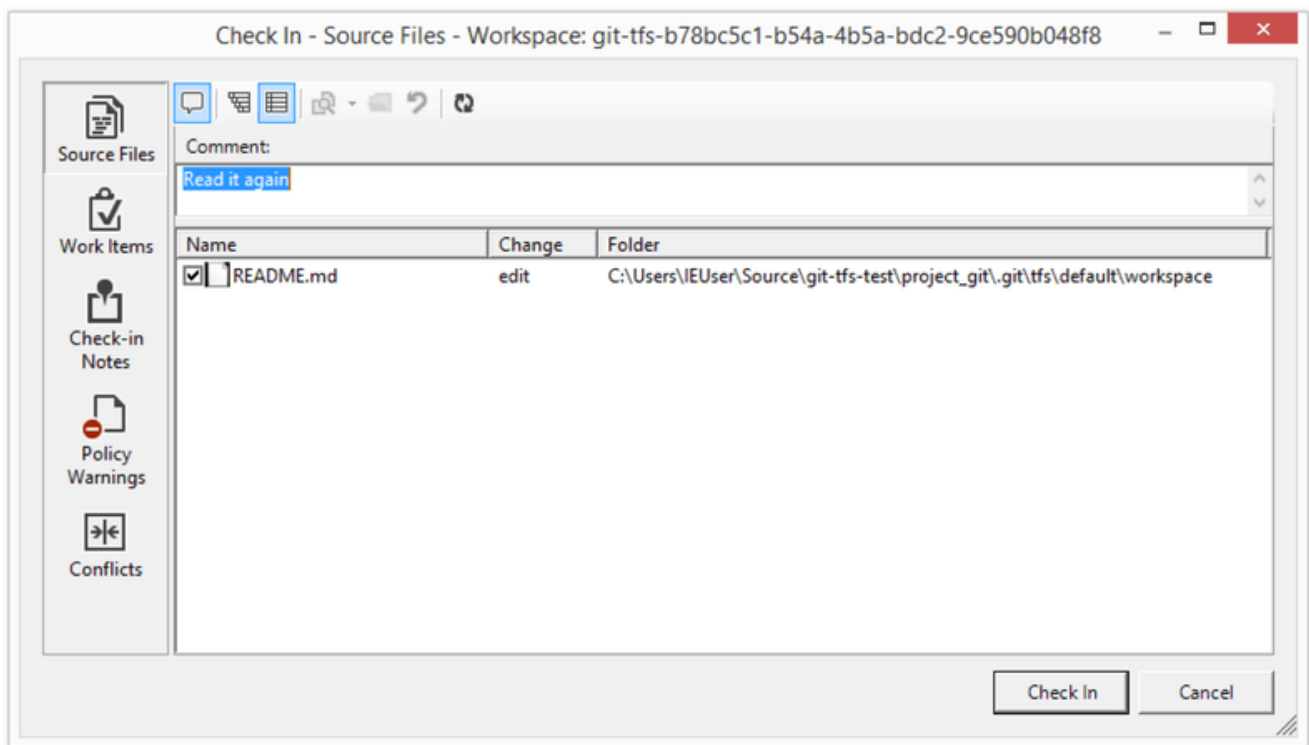 Check In - Source Files - Workspace: git-tfs-b78bc5c1-b54a-4b5a-bdc2-9ce590b048f8
Source Files
Work Items
Check-in
Notes
Policy
Warnings
Conflicts
Comment:
Read it again
Name Change Folder
README.md edit C:\Users\IEUser\Source\git-tfs-test\project_git\.git\tfs\default\workspace
Check In Cancel